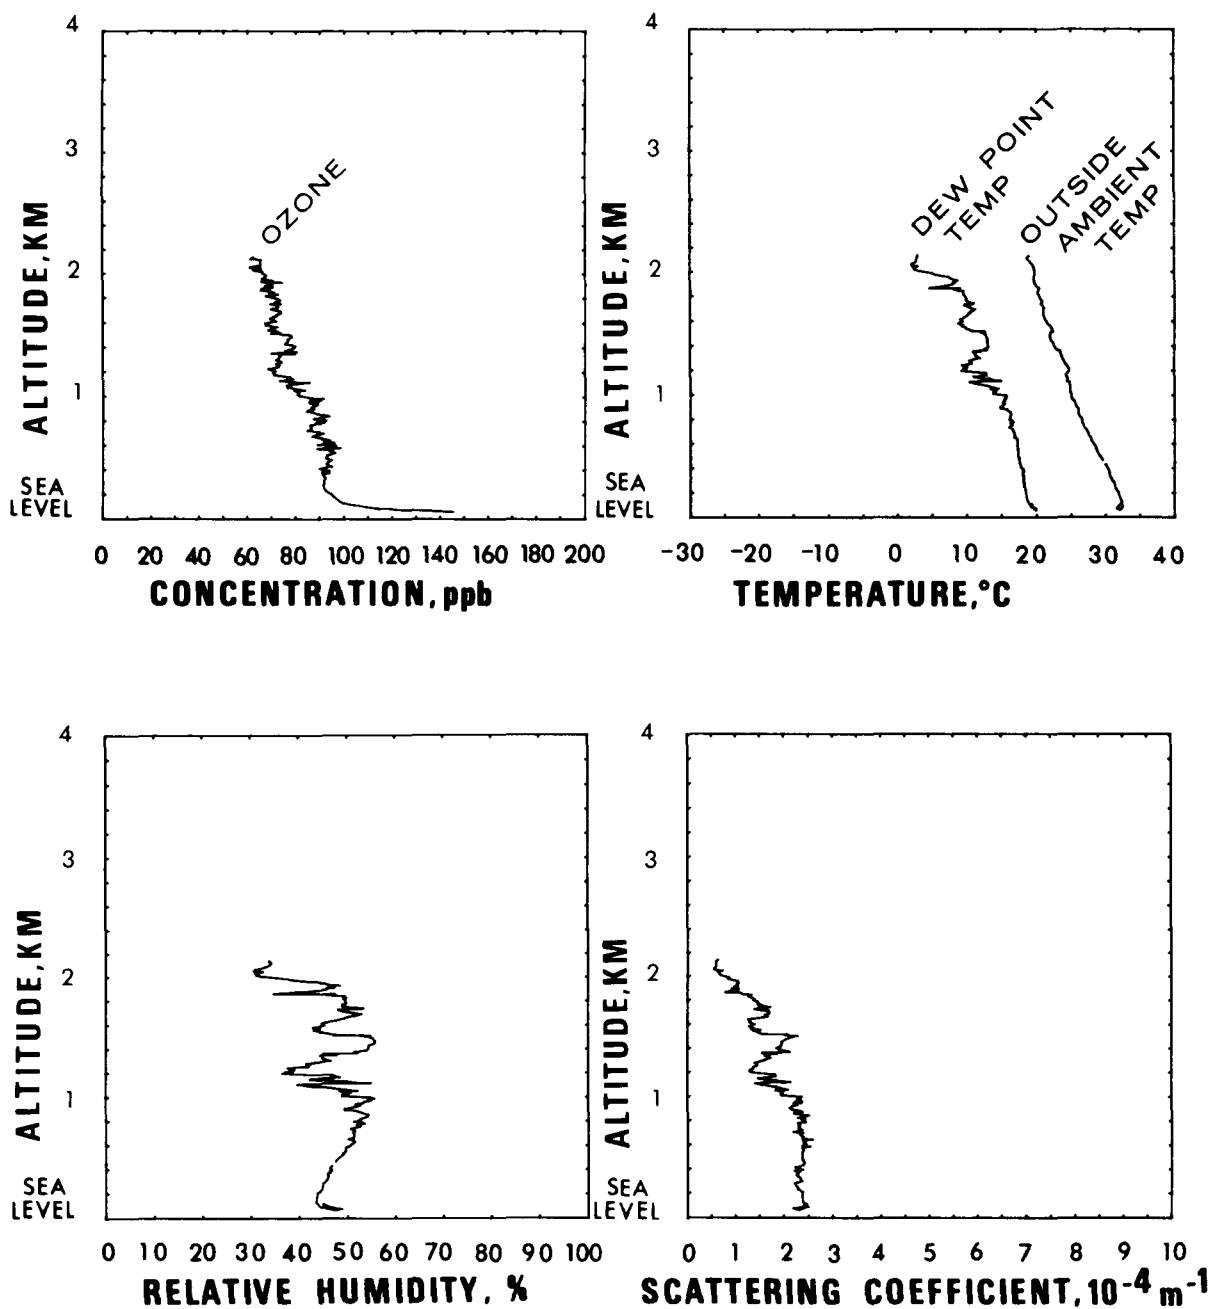 4
3
2
1
ALTITUDE, KM
SEA
LEVEL
OZONE
0 20 40 60 80 100 120 140 160 200
CONCENTRATION, ppb
4
3
2
1
ALTITUDE, KM
SEA
LEVEL
DEW POINT
TEMP
OUTSIDE
AMBIENT
TEMP
-30 -20 -10 0 10 20 30 40
TEMPERATURE, °C
4
3
2
1
ALTITUDE, KM
SEA
LEVEL
0 10 20 30 40 50 60 70 80 100
RELATIVE HUMIDITY, %
4
3
2
1
ALTITUDE, KM
SEA
LEVEL
0 1 2 3 4 5 6 7 8 9 10
SCATTERING COEFFICIENT, 10⁻⁴ m⁻¹